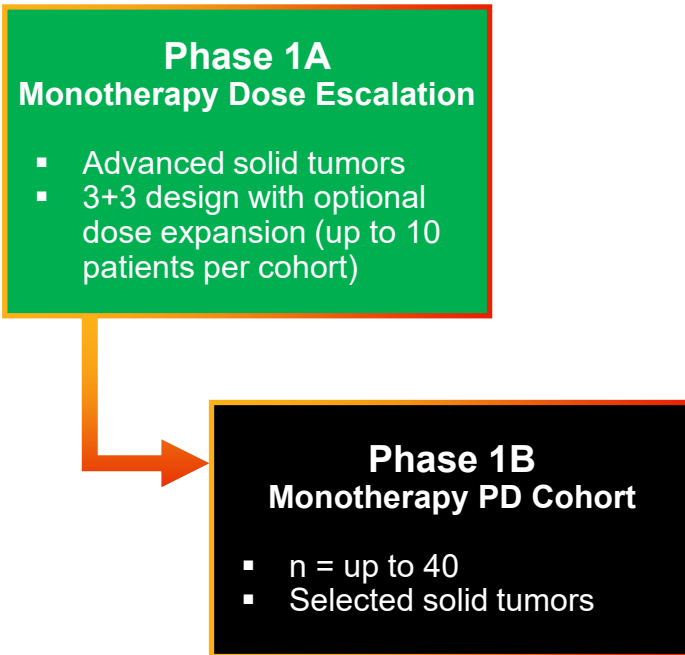 Phase 1A
Monotherapy Dose Escalation
▪ Advanced solid tumors
▪ 3+3 design with optional
dose expansion (up to 10
patients per cohort)
Phase 1B
Monotherapy PD Cohort
▪ n = up to 40
▪ Selected solid tumors